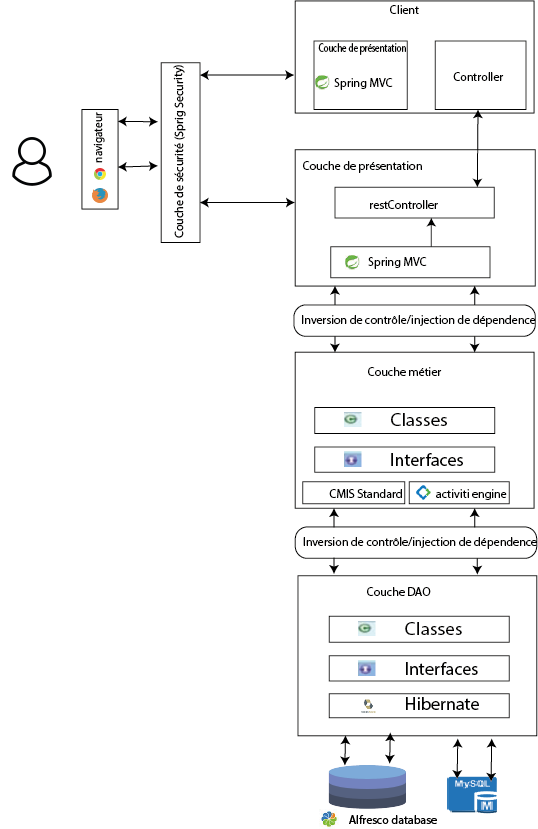 Client
Couche de présentation
Spring MVC
Controller
navigateur
Couche de sécurité (Sprig Security)
Couche de présentation
restController
Spring MVC
Inversion de contrôle/injection de dépendence
Couche métier
Classes
Interfaces
CMIS Standard
activiti engine
Inversion de contrôle/injection de dépendence
Couche DAO
Classes
Interfaces
Hibernate
MySQL
Alfresco database